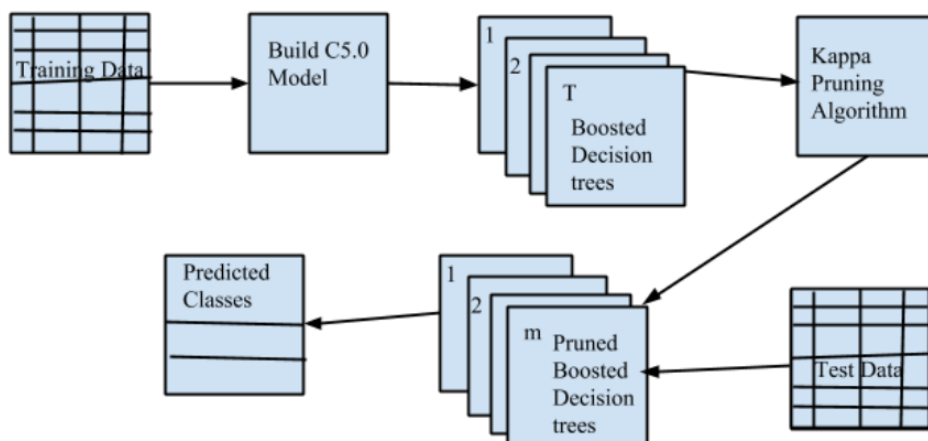 Training Data
Build C5.0
Model
1
2
T
Boosted
Decision
trees
Kappa
Pruning
Algorithm
Predicted
Classes
1
2
m
Pruned
Boosted
Decision
trees
Test Data